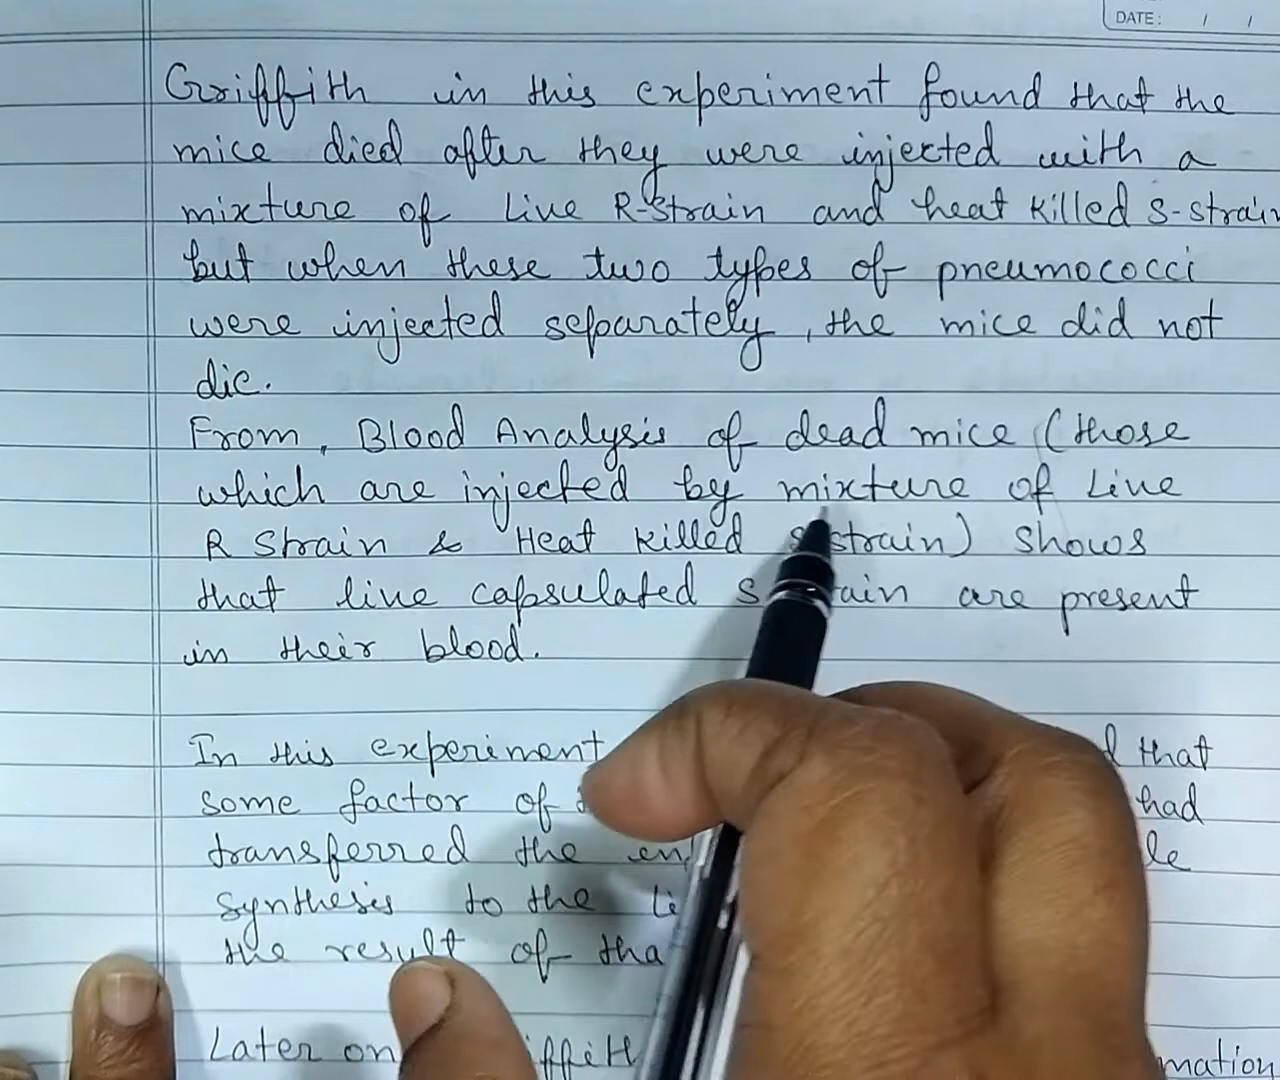 DATE: / /
Griffith in this experiment found that the
mice died after they were injected with a
mixture of Live R-Strain and heat killed S-strain
but when these two types of pneumococci
were injected separately, the mice did not
die.
From, Blood Analysis of dead mice (those
which are injected by mixture of Live
R Strain & Heat killed strain) shows
that live capsulated are present
in their blood.
In this experiment that
some factor of had
transferred the
synthesis to the
the result of
Later on